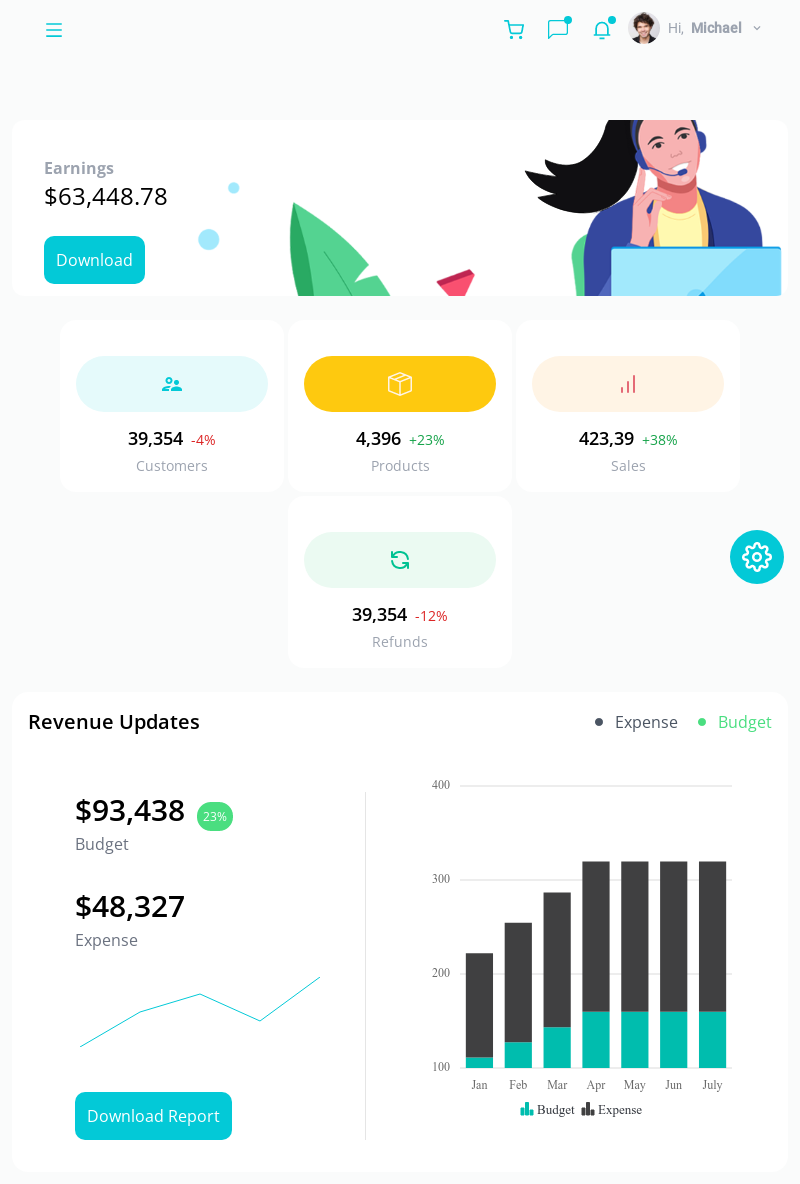 Hi, Michael
Earnings
$63,448.78
Download
39,354 -4%
Customers
4,396 +23%
Products
423,39 +38%
Sales
39,354 -12%
Refunds
Revenue Updates
Expense
Budget
$93,438 23%
Budget
$48,327
Expense
Download Report
400
300
200
100
Jan Feb Mar Apr May Jun July
Budget Expense